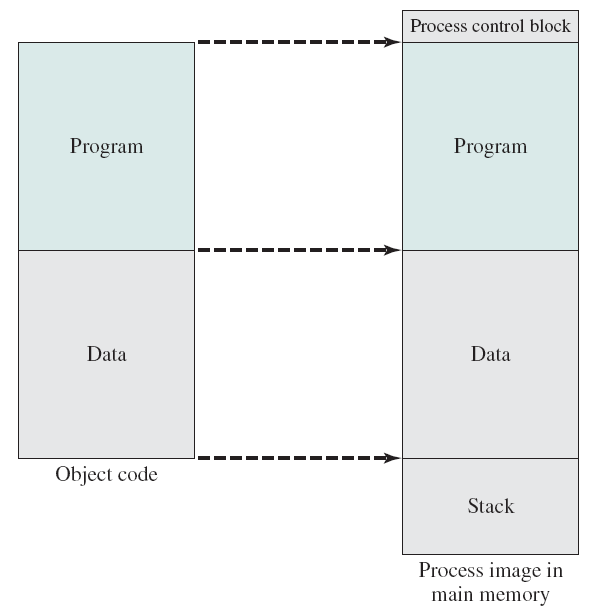 Process control block
Program
Program
Data
Data
Object code
Stack
Process image in
main memory